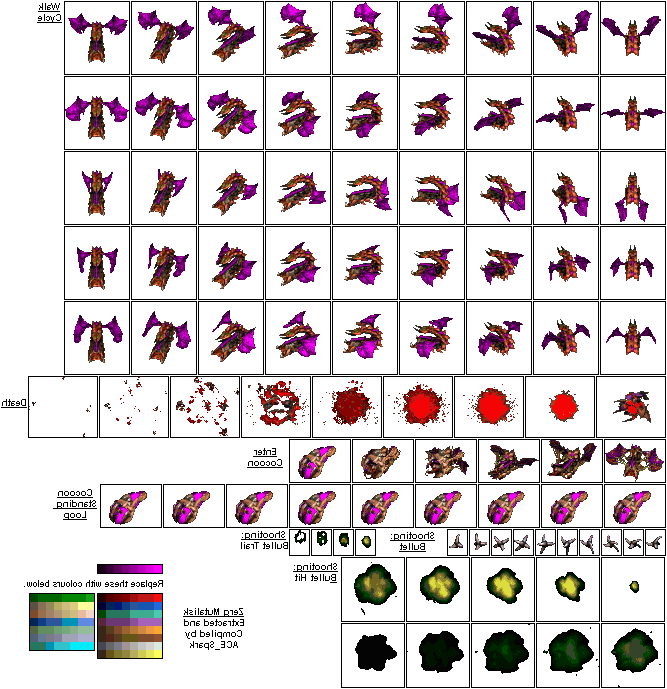 Walk
Cycle
Death
Enter
Cocoon
Cocoon
Standing
Loop
Shooting:
Bullet Trail
Shooting:
Bullet
Shooting:
Bullet Hit
Replace these with colours below.
Zerg Mutalisk
Extracted and
Compiled by
ACE_Spark